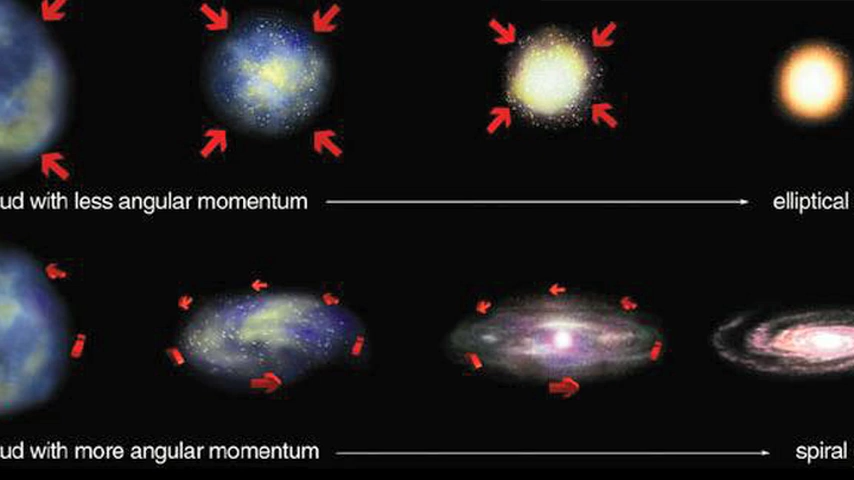 ud with less angular momentum
elliptical
ud with more angular momentum
spiral